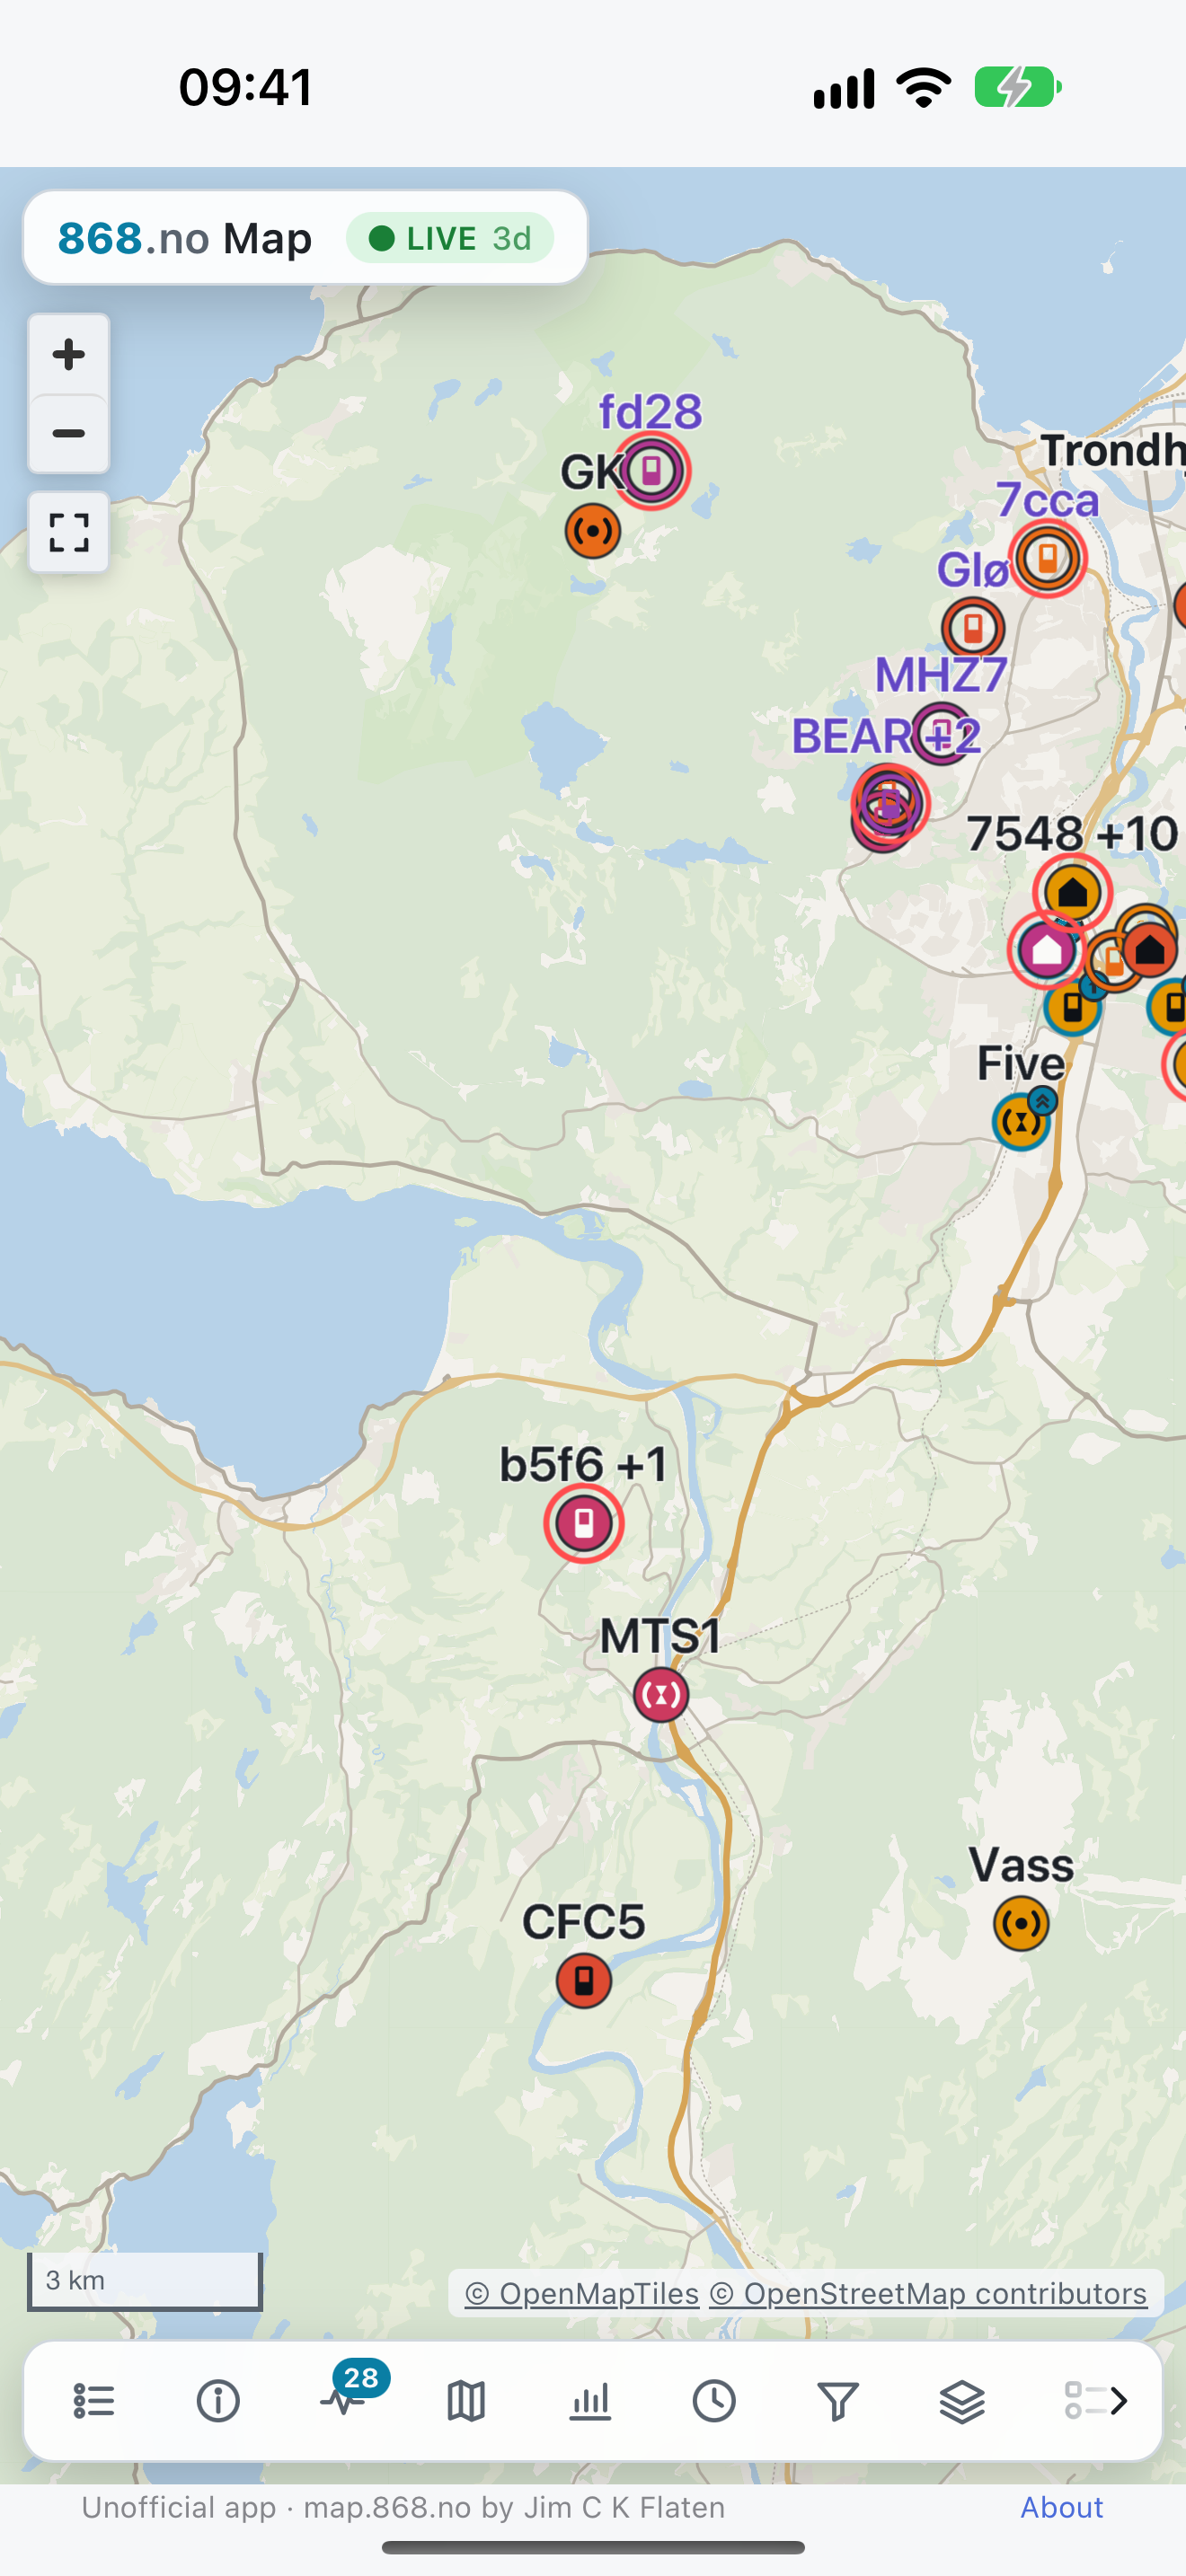 09:41
868.no Map
LIVE 3d
fd28
GK
Trondh
7cca
Glø
MHZ7
BEAR +2
7548 +10
Five
b5f6 +1
MTS1
Vass
CFC5
3 km
© OpenMapTiles © OpenStreetMap contributors
28
Unofficial app · map.868.no by Jim C K Flaten
About